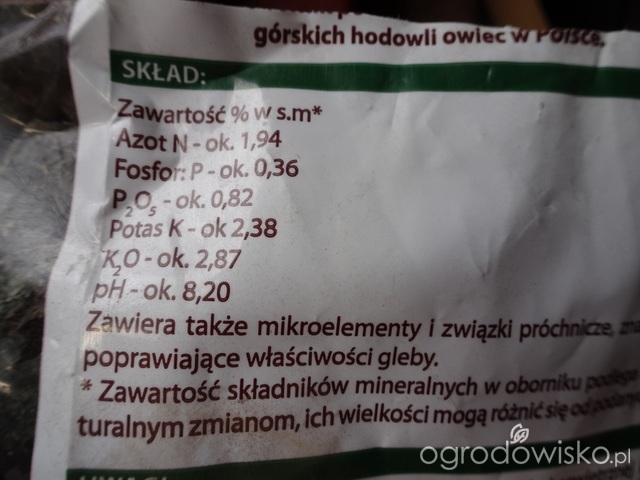 górskich hodowli owiec w Polsce.
SKŁAD:
Zawartość % w s.m*
Azot N - ok. 1,94
Fosfor: P - ok. 0,36
P₂O₅ - ok. 0,82
Potas K - ok 2,38
K₂O - ok. 2,87
pH - ok. 8,20
Zawiera także mikroelementy i związki próchnicze,
poprawiające właściwości gleby.
* Zawartość składników mineralnych w oborniku podlega
turalnym zmianom, ich wielkości mogą różnić się od
ogrodowisko.pl